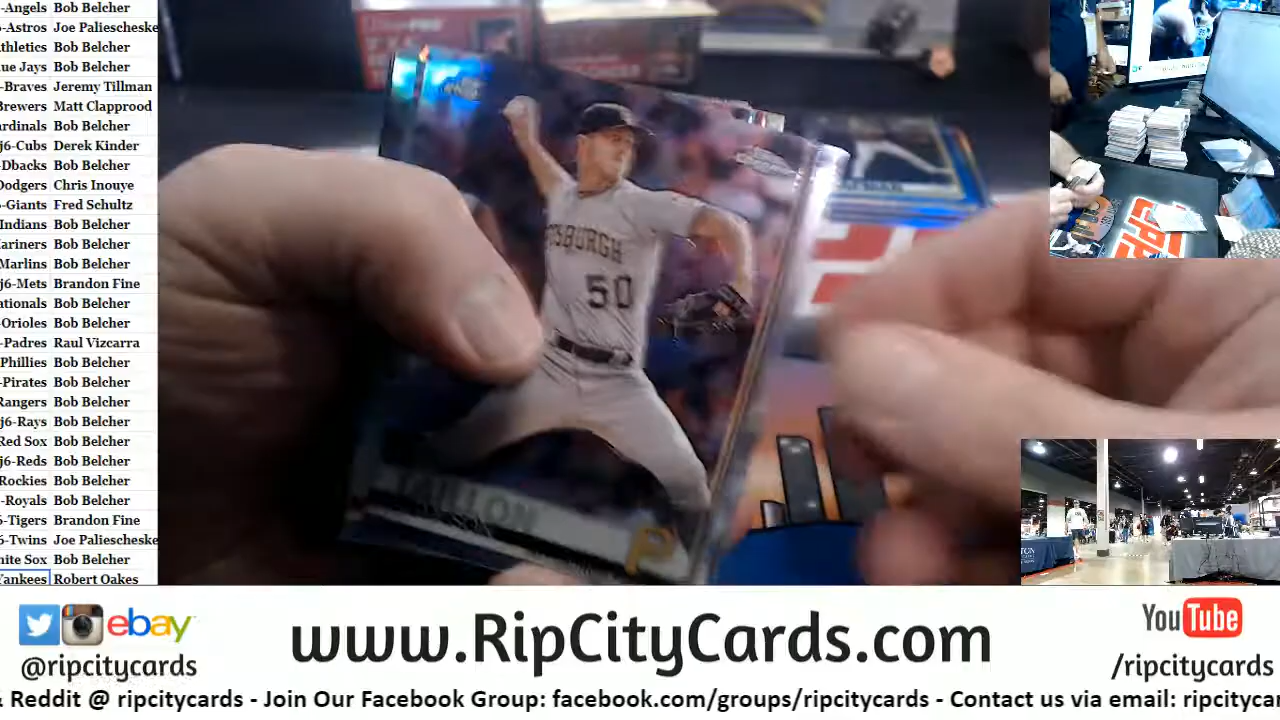 -Angels Bob Belcher
-Astros Joe Paliescheske
thletics Bob Belcher
ue Jays Bob Belcher
-Braves Jeremy Tillman
Brewers Matt Clapprood
ardinals Bob Belcher
j6-Cubs Derek Kinder
Dbacks Bob Belcher
Dodgers Chris Inouye
-Giants Fred Schultz
Indians Bob Belcher
ariners Bob Belcher
Marlins Bob Belcher
j6-Mets Brandon Fine
ationals Bob Belcher
-Orioles Bob Belcher
-Padres Raul Vizcarra
Phillies Bob Belcher
-Pirates Bob Belcher
Rangers Bob Belcher
j6-Rays Bob Belcher
Red Sox Bob Belcher
j6-Reds Bob Belcher
Rockies Bob Belcher
-Royals Bob Belcher
-Tigers Brandon Fine
6-Twins Joe Paliescheske
hite Sox Bob Belcher
Yankees Robert Oakes
TSBURGH
50
P
ebay
@ripcitycards
www.RipCityCards.com
YouTube
/ripcitycards
& Reddit @ ripcitycards - Join Our Facebook Group: facebook.com/groups/ripcitycards - Contact us via email: ripcitycar